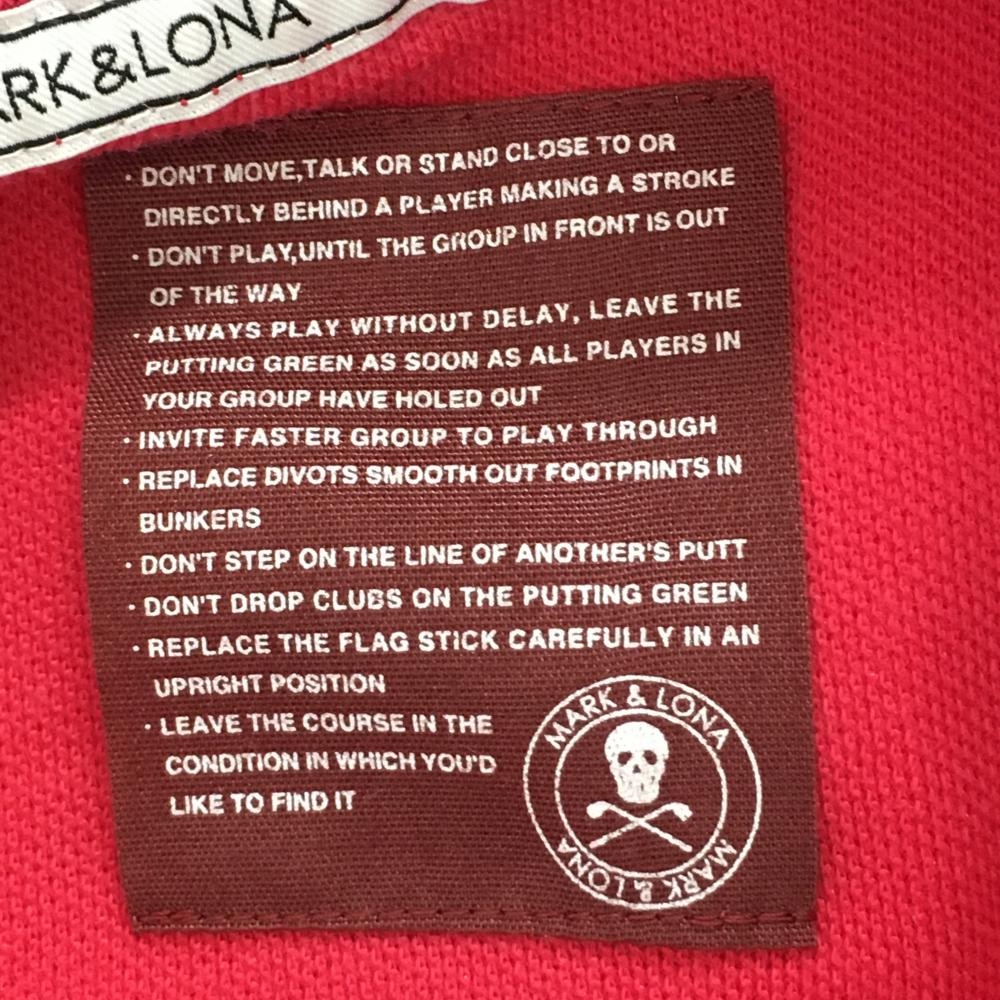 MARK & LONA
· DON'T MOVE,TALK OR STAND CLOSE TO OR
DIRECTLY BEHIND A PLAYER MAKING A STROKE
· DON'T PLAY,UNTIL THE GROUP IN FRONT IS OUT
OF THE WAY
· ALWAYS PLAY WITHOUT DELAY, LEAVE THE
PUTTING GREEN AS SOON AS ALL PLAYERS IN
YOUR GROUP HAVE HOLED OUT
· INVITE FASTER GROUP TO PLAY THROUGH
· REPLACE DIVOTS SMOOTH OUT FOOTPRINTS IN
BUNKERS
· DON'T STEP ON THE LINE OF ANOTHER'S PUTT
· DON'T DROP CLUBS ON THE PUTTING GREEN
· REPLACE THE FLAG STICK CAREFULLY IN AN
UPRIGHT POSITION
· LEAVE THE COURSE IN THE
CONDITION IN WHICH YOU'D
LIKE TO FIND IT
MARK & LONA
MARK & LONA